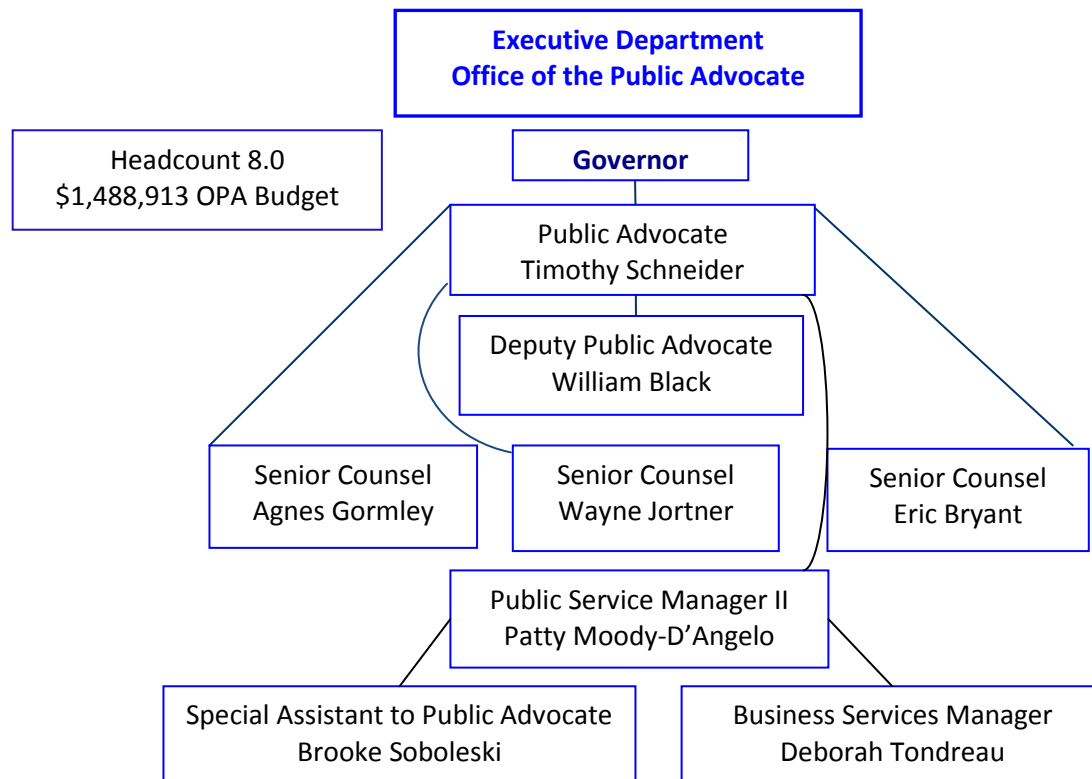 Executive Department
Office of the Public Advocate
Headcount 8.0
$1,488,913 OPA Budget
Governor
Public Advocate
Timothy Schneider
Deputy Public Advocate
William Black
Senior Counsel
Agnes Gormley
Senior Counsel
Wayne Jortner
Senior Counsel
Eric Bryant
Public Service Manager II
Patty Moody-D’Angelo
Special Assistant to Public Advocate
Brooke Soboleski
Business Services Manager
Deborah Tondreau